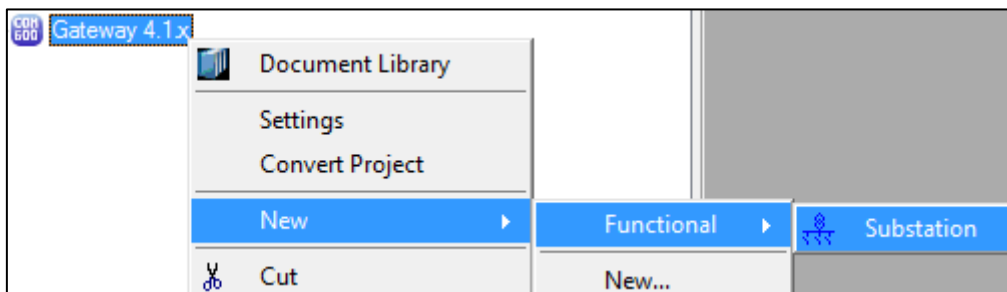 COM
600
Gateway 4.1.x
Document Library
Settings
Convert Project
New
Functional
Substation
Cut
New...